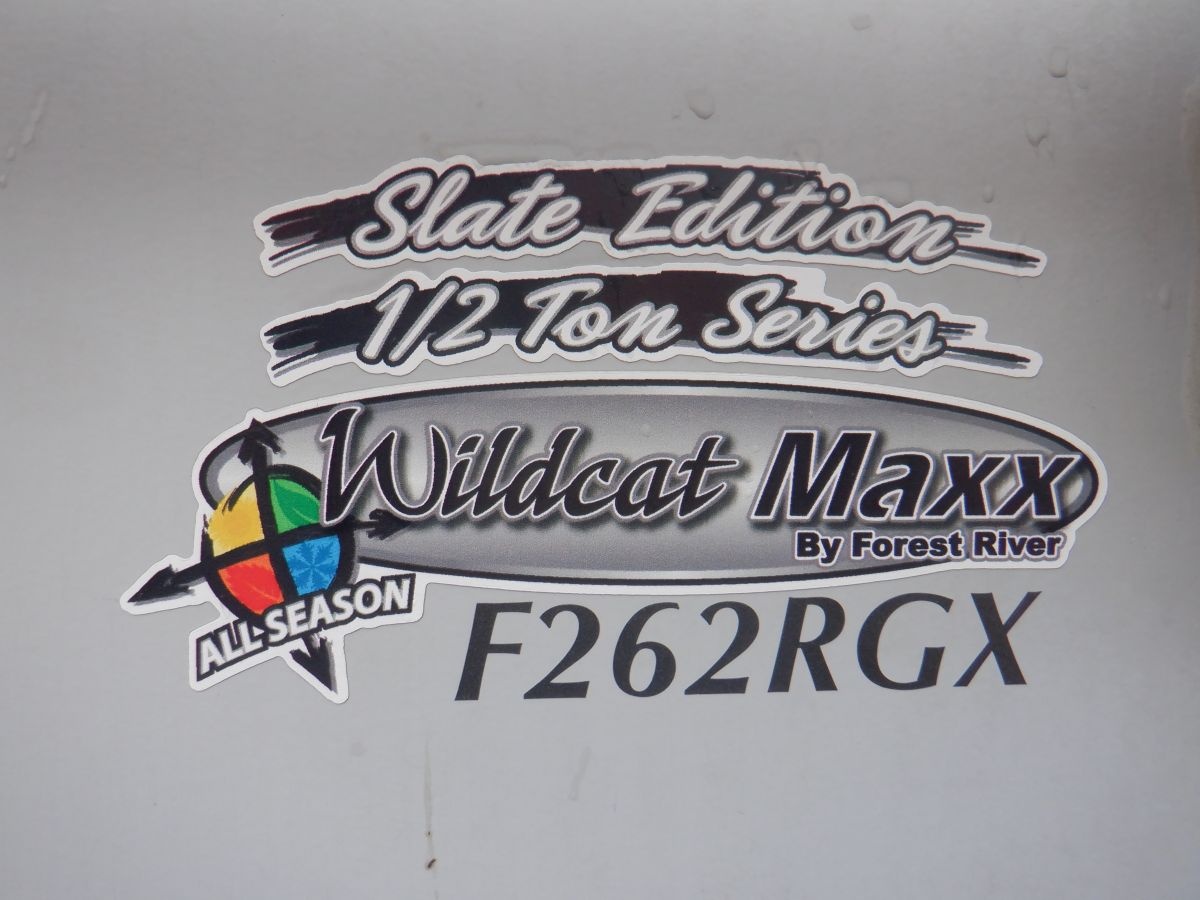 Slate Edition
1/2 Ton Series
Wildcat Maxx
By Forest River
ALL SEASON
F262RGX